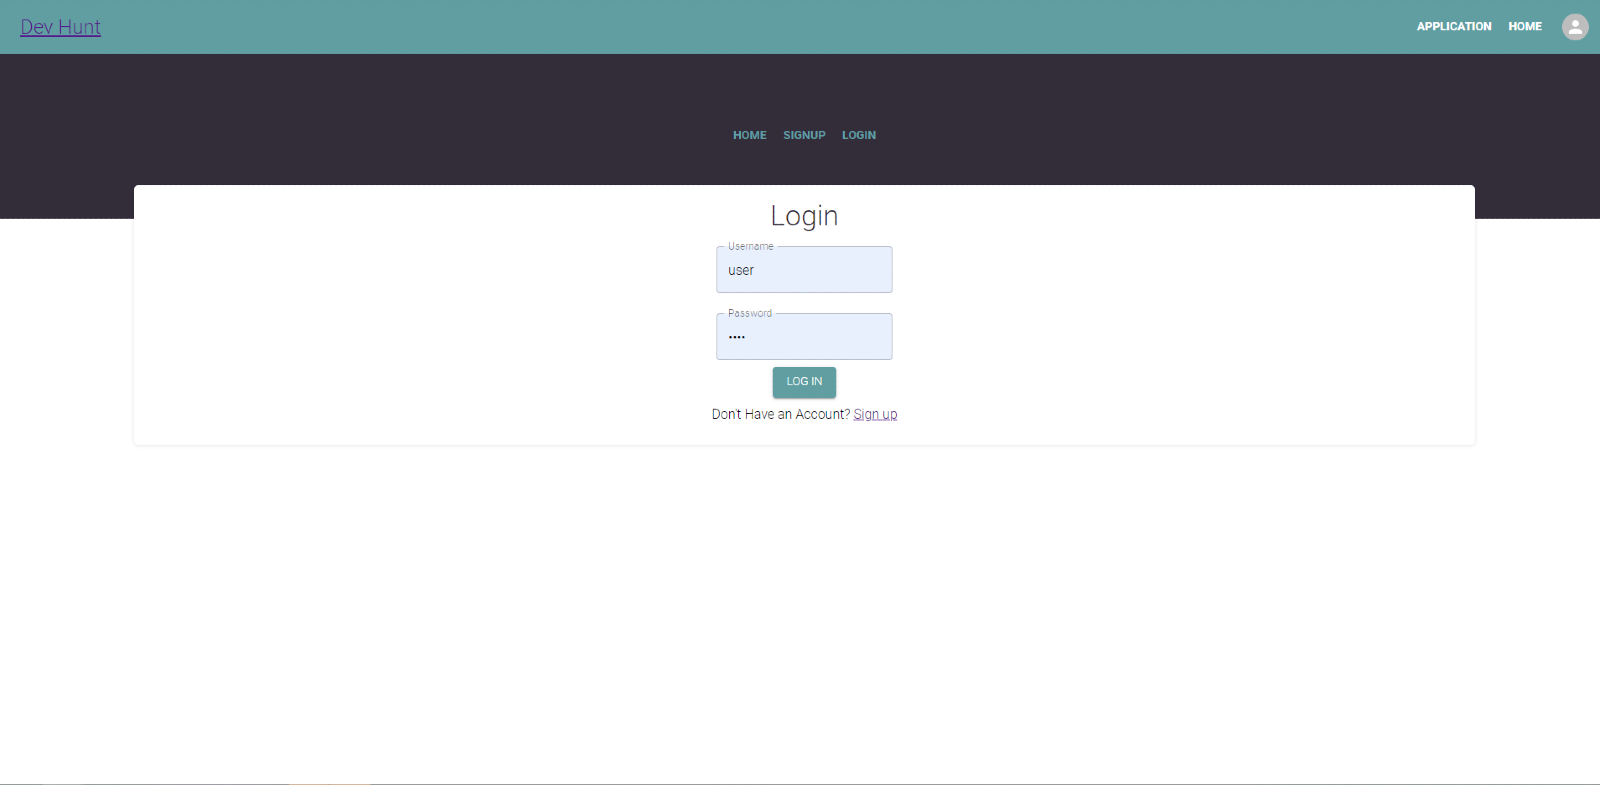 Dev Hunt
APPLICATION HOME
HOME SIGNUP LOGIN
Login
Username
user
Password
••••
LOG IN
Don't Have an Account? Sign up